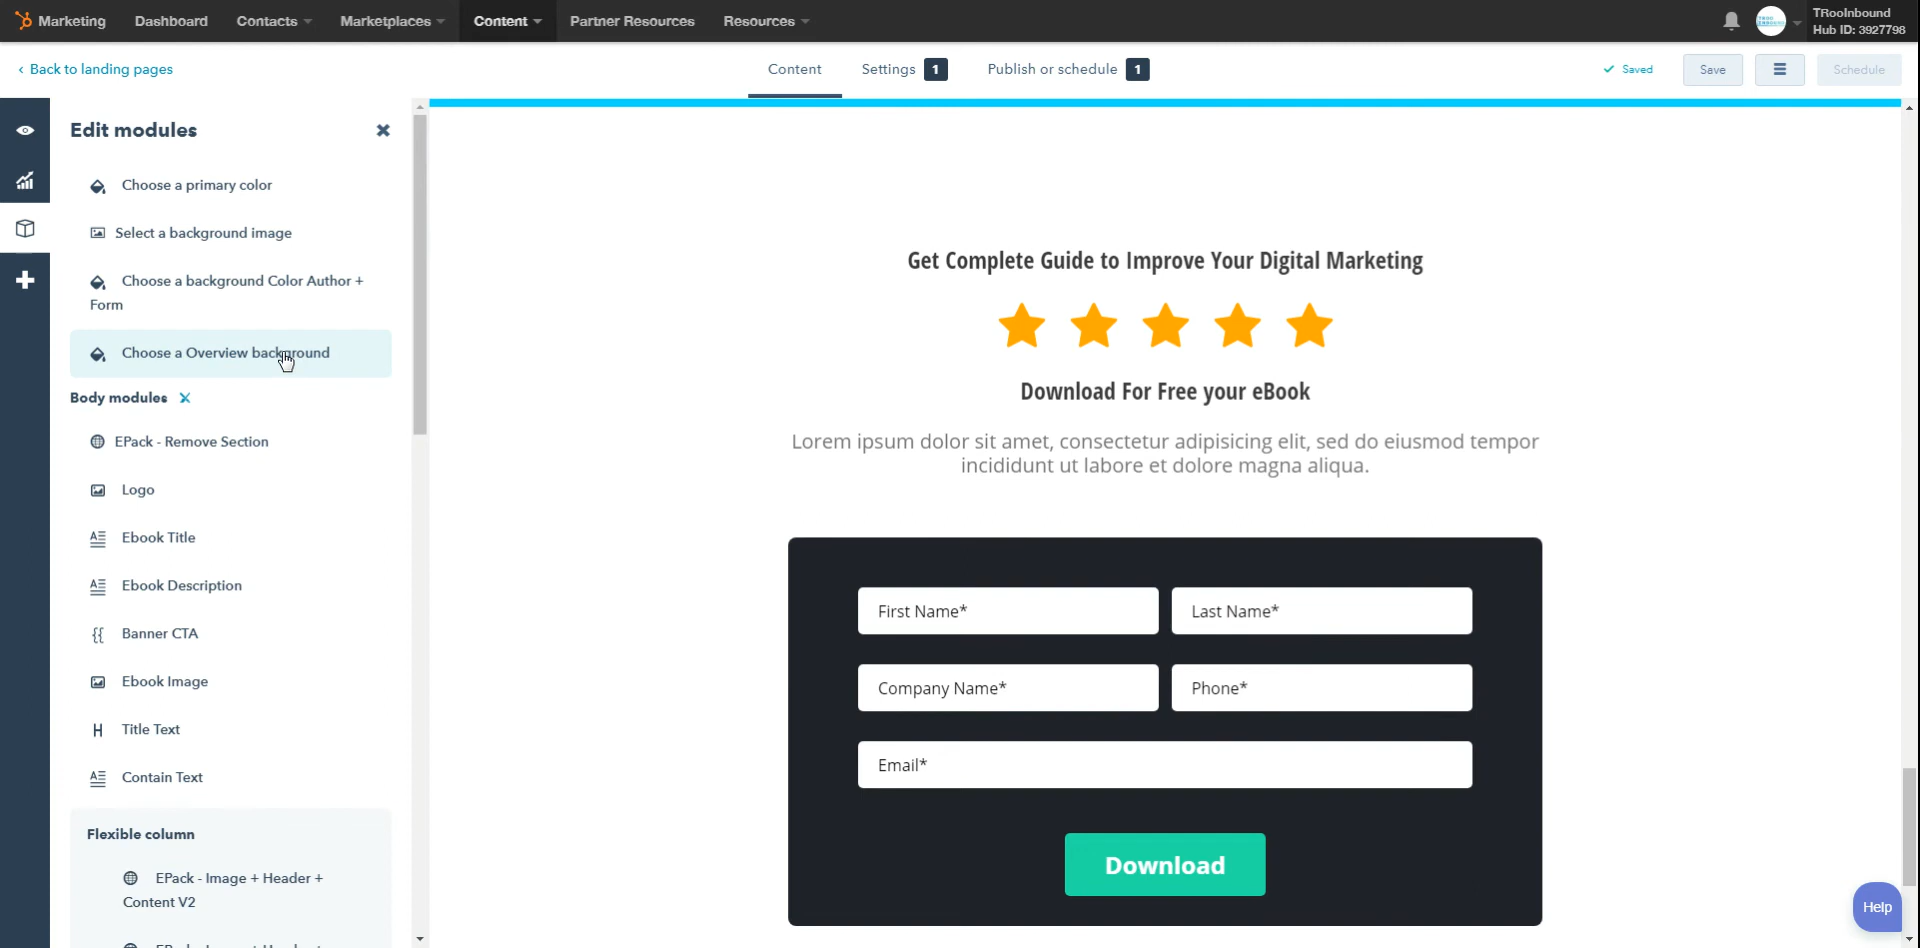 Marketing Dashboard Contacts Marketplaces Content Partner Resources Resources
TRooInbound
Hub ID: 3927798
‹ Back to landing pages
Content Settings 1 Publish or schedule 1
Saved Save Schedule
Edit modules
Choose a primary color
Select a background image
Choose a background Color Author +
Form
Choose a Overview background
Body modules
EPack - Remove Section
Logo
Ebook Title
Ebook Description
Banner CTA
Ebook Image
Title Text
Contain Text
Flexible column
EPack - Image + Header +
Content V2
Get Complete Guide to Improve Your Digital Marketing
Download For Free your eBook
Lorem ipsum dolor sit amet, consectetur adipisicing elit, sed do eiusmod tempor
incididunt ut labore et dolore magna aliqua.
First Name*
Last Name*
Company Name*
Phone*
Email*
Download
Help